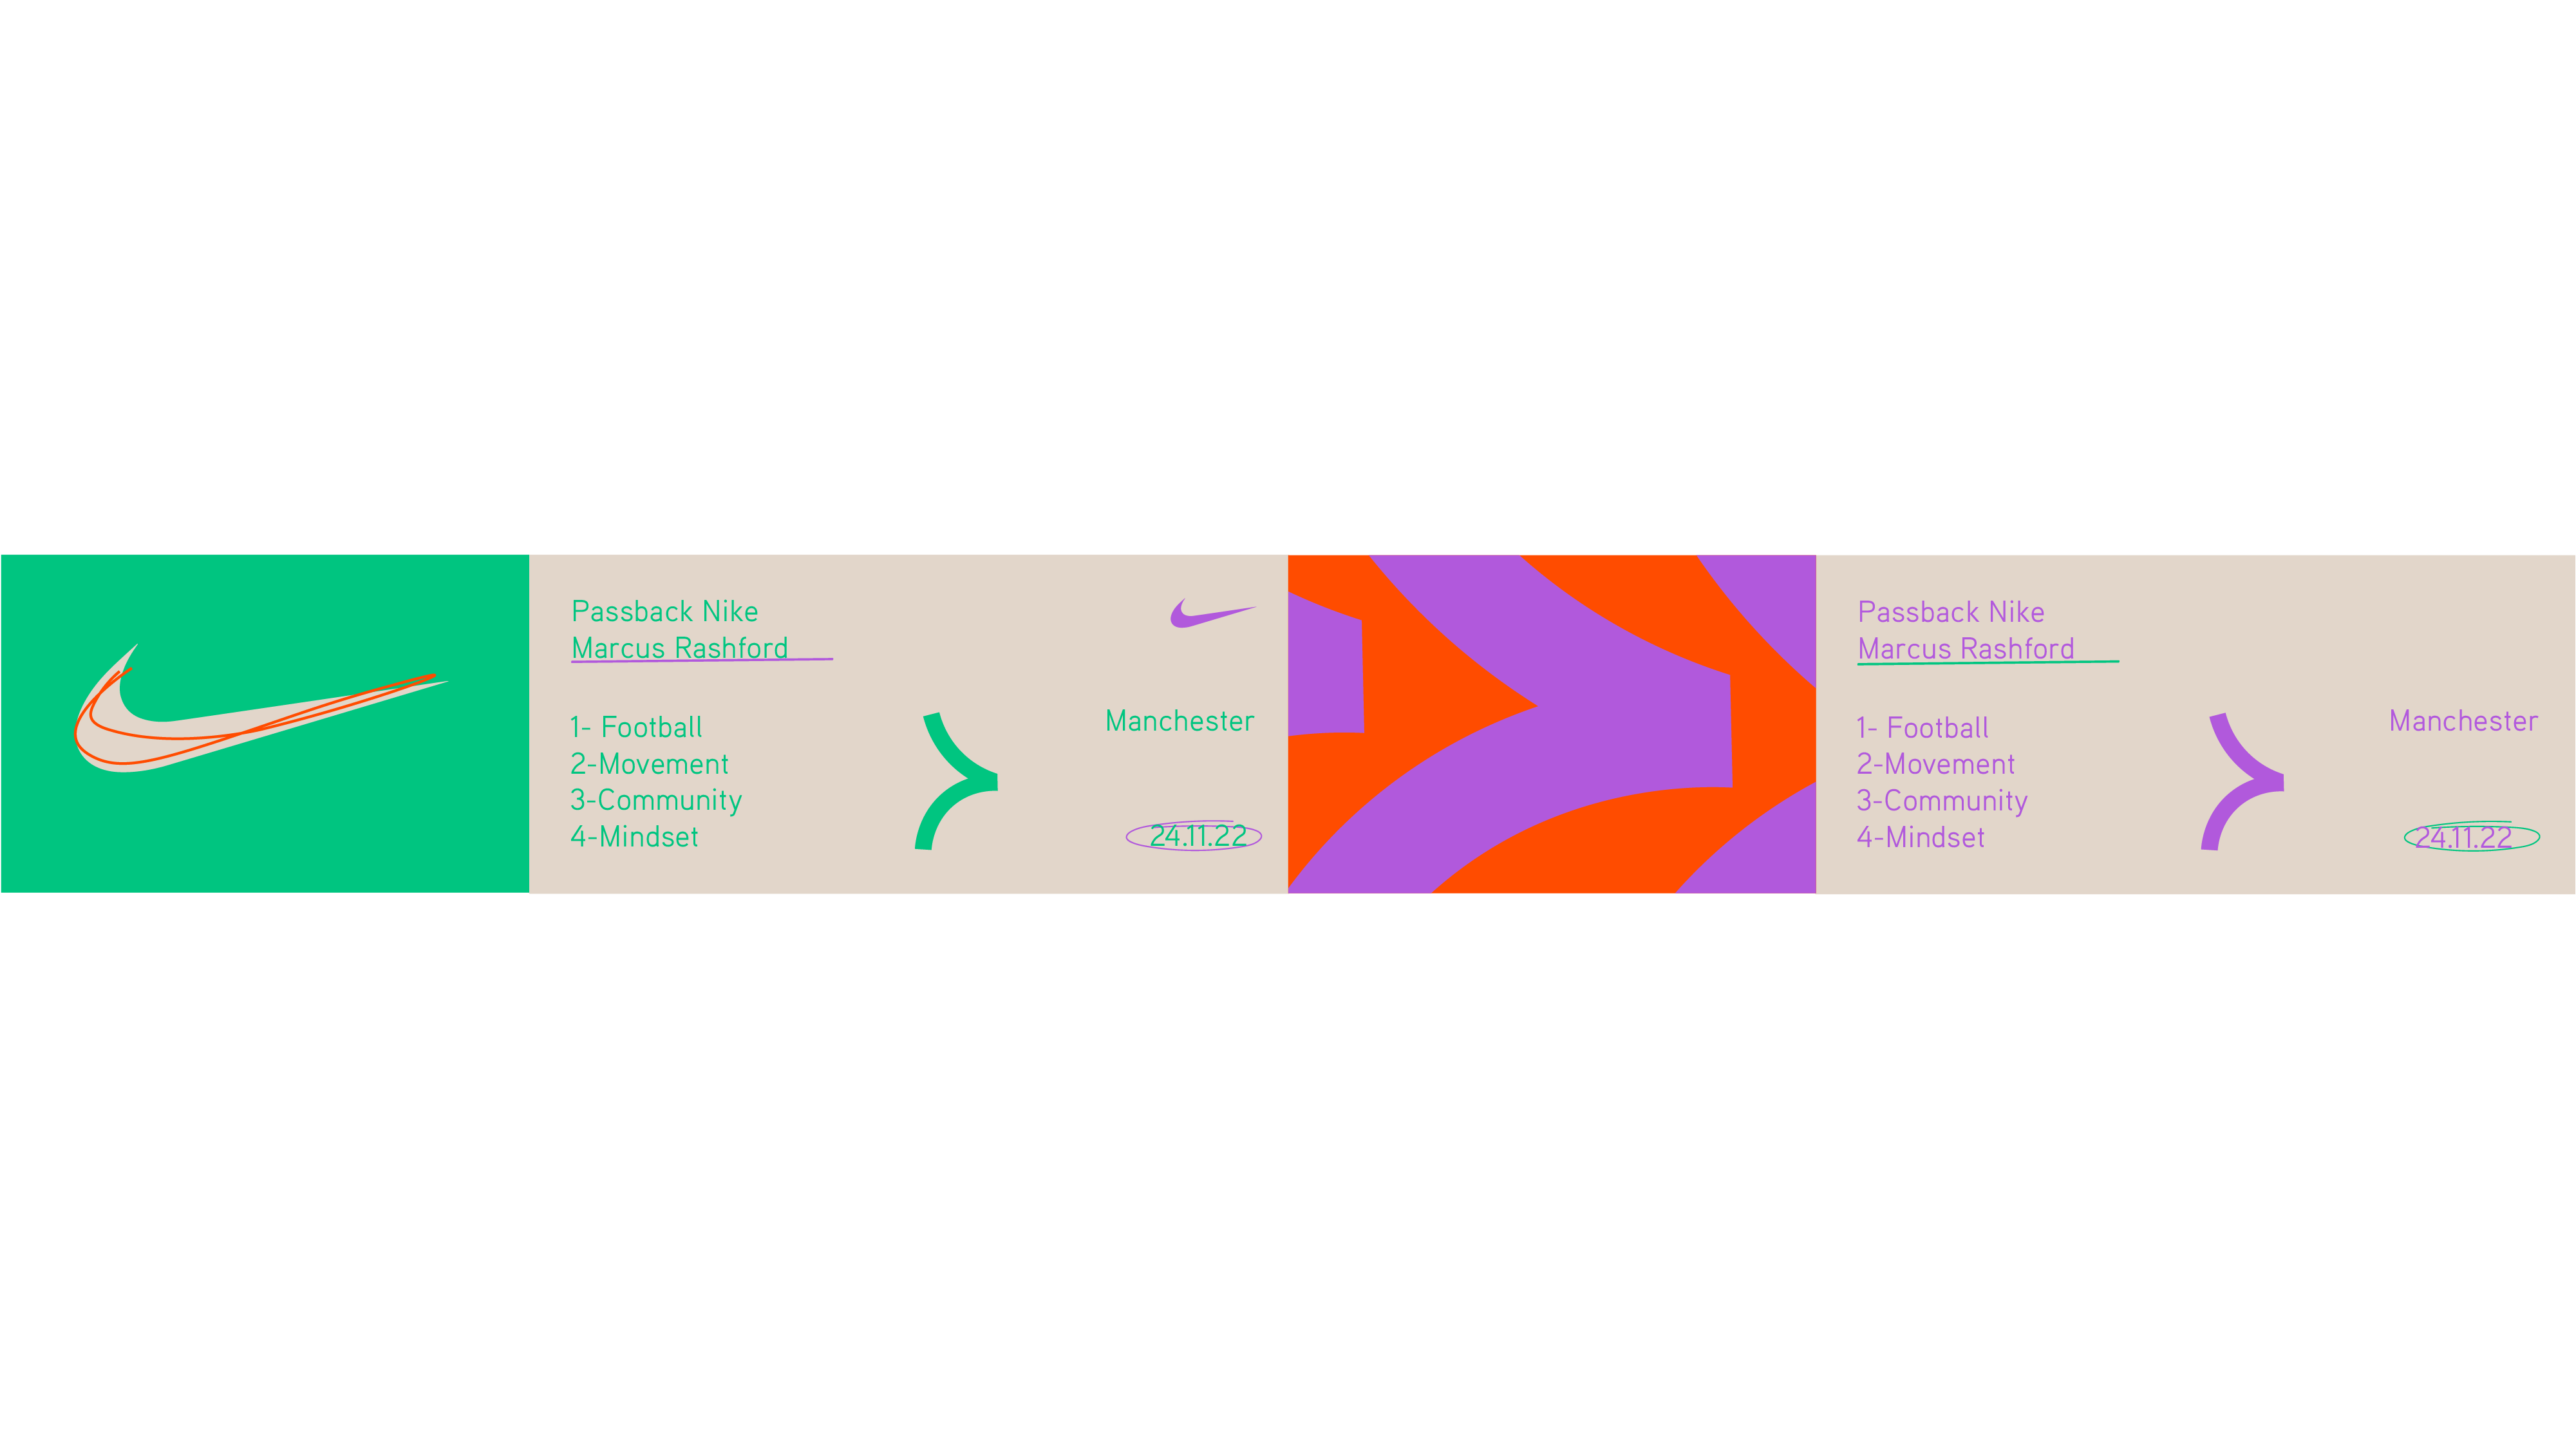 Passback Nike
Marcus Rashford
1- Football
2-Movement
3-Community
4-Mindset
Manchester
24.11.22
Passback Nike
Marcus Rashford
1- Football
2-Movement
3-Community
4-Mindset
Manchester
24.11.22